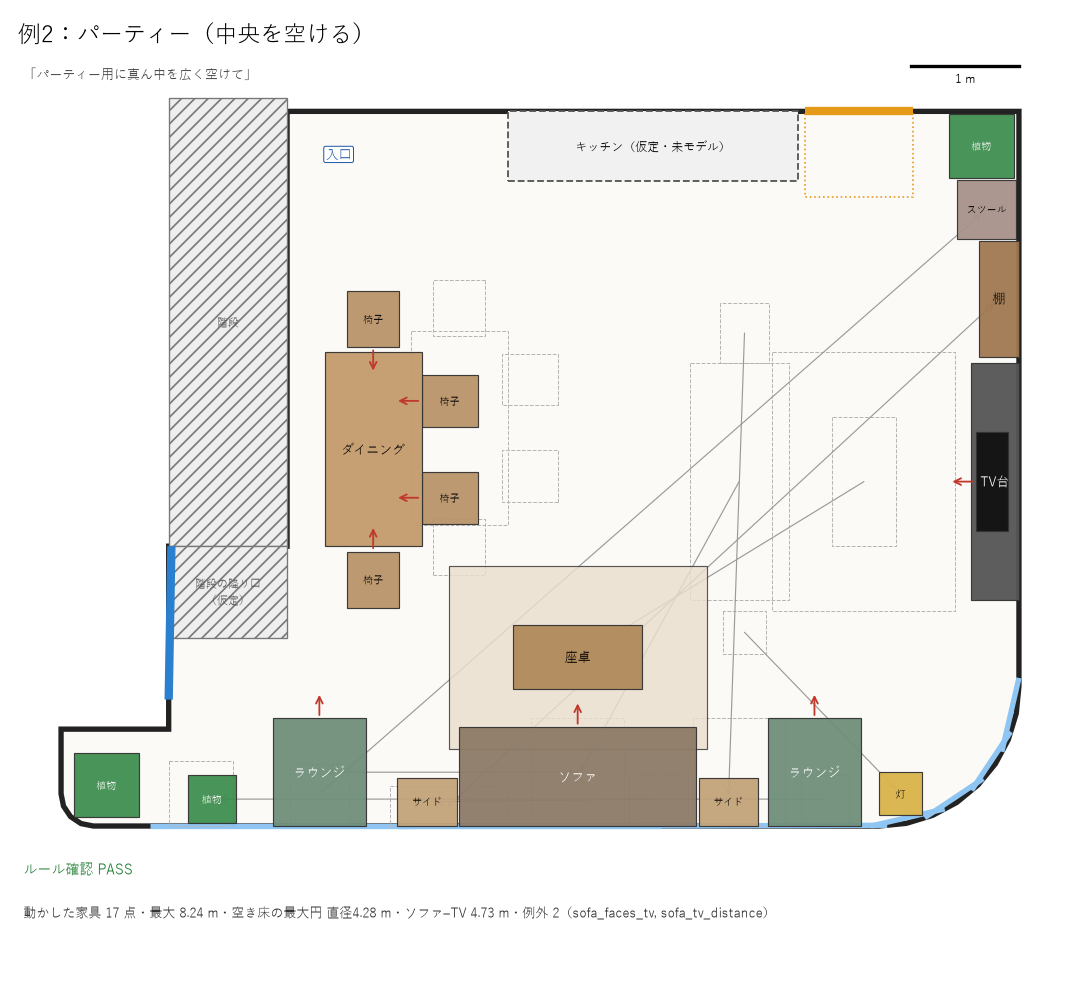 例2：パーティー（中央を空ける）
「パーティー用に真ん中を広く空けて」
1 m
入口
キッチン（仮定・未モデル）
植物
スツール
棚
階段
椅子
椅子
ダイニング
椅子
TV台
椅子
階段の降り口
（仮定）
座卓
ラウンジ
ソファ
ラウンジ
植物
植物
サイド
サイド
灯
ルール確認 PASS
動かした家具 17 点・最大 8.24 m・空き床の最大円 直径4.28 m・ソファ–TV 4.73 m・例外 2（sofa_faces_tv, sofa_tv_distance）